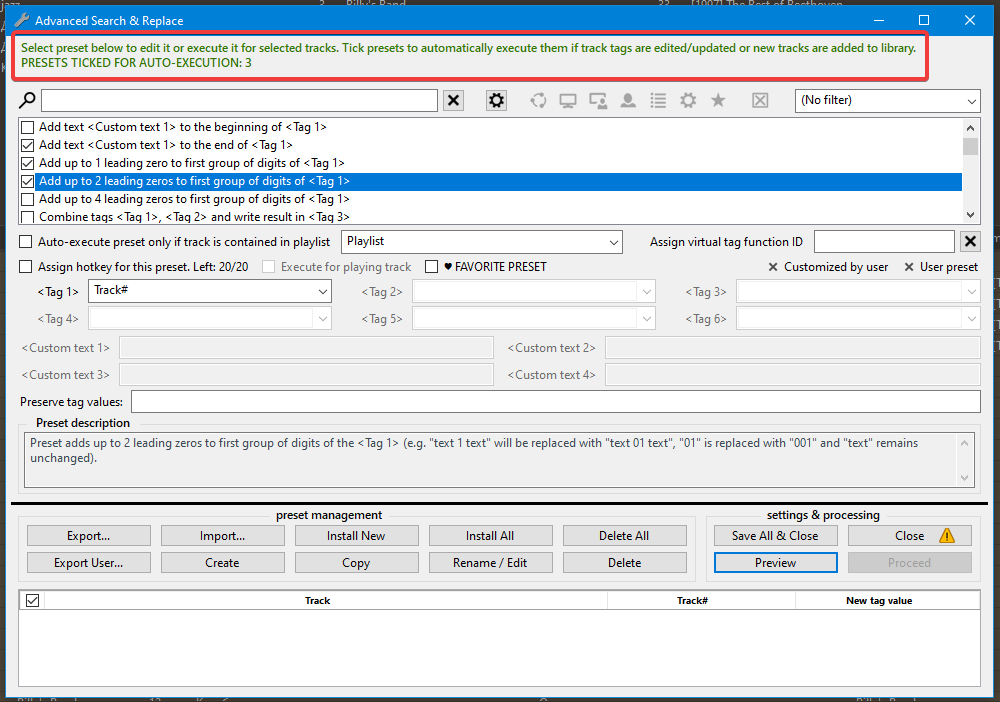 jazz 3 Billy's Band 33 [1997] The Best of Beethoven
Advanced Search & Replace
Select preset below to edit it or execute it for selected tracks. Tick presets to automatically execute them if track tags are edited/updated or new tracks are added to library.
PRESETS TICKED FOR AUTO-EXECUTION: 3
(No filter)
Add text <Custom text 1> to the beginning of <Tag 1>
Add text <Custom text 1> to the end of <Tag 1>
Add up to 1 leading zero to first group of digits of <Tag 1>
Add up to 2 leading zeros to first group of digits of <Tag 1>
Add up to 4 leading zeros to first group of digits of <Tag 1>
Combine tags <Tag 1>, <Tag 2> and write result in <Tag 3>
Auto-execute preset only if track is contained in playlist Playlist Assign virtual tag function ID
Assign hotkey for this preset. Left: 20/20 Execute for playing track ♥ FAVORITE PRESET Customized by user User preset
<Tag 1> Track# <Tag 2> <Tag 3>
<Tag 4> <Tag 5> <Tag 6>
<Custom text 1> <Custom text 2>
<Custom text 3> <Custom text 4>
Preserve tag values:
Preset description
Preset adds up to 2 leading zeros to first group of digits of the <Tag 1> (e.g. "text 1 text" will be replaced with "text 01 text", "01" is replaced with "001" and "text" remains
unchanged).
preset management settings & processing
Export... Import... Install New Install All Delete All Save All & Close Close
Export User... Create Copy Rename / Edit Delete Preview Proceed
Track Track# New tag value